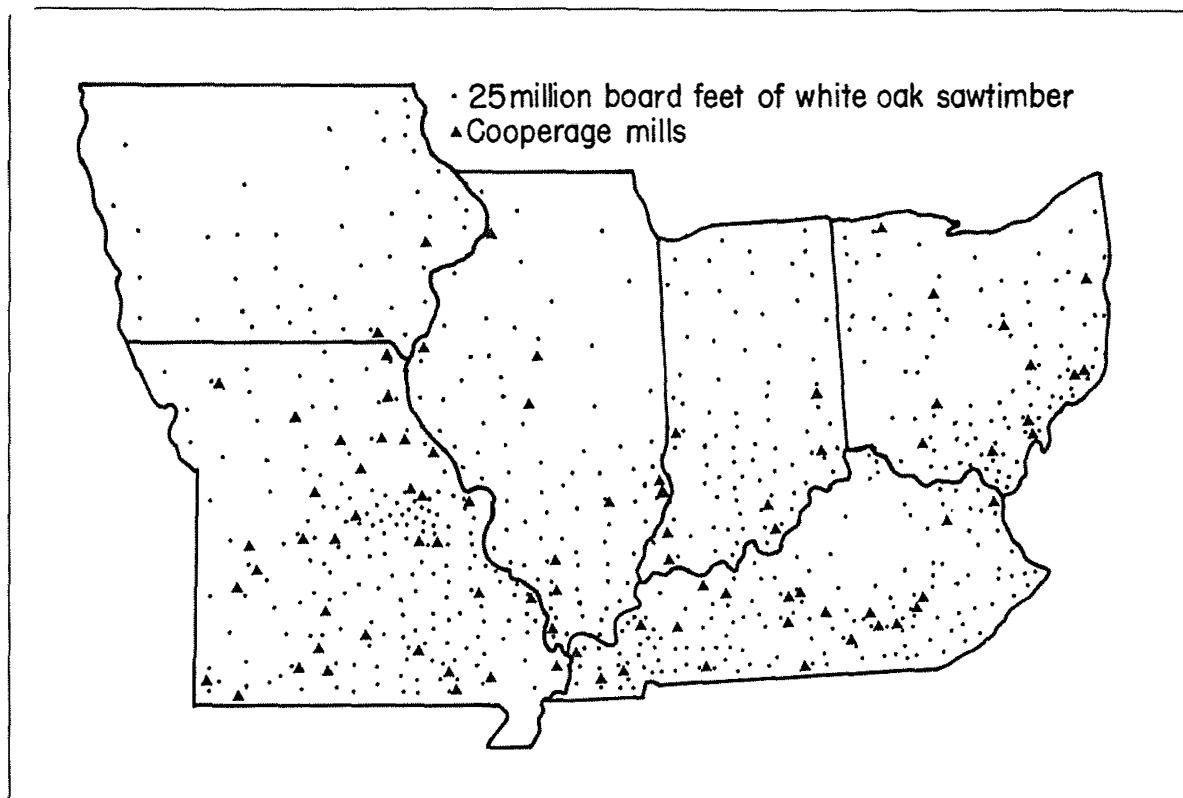 · 25 million board feet of white oak sawtimber
▲ Cooperage mills